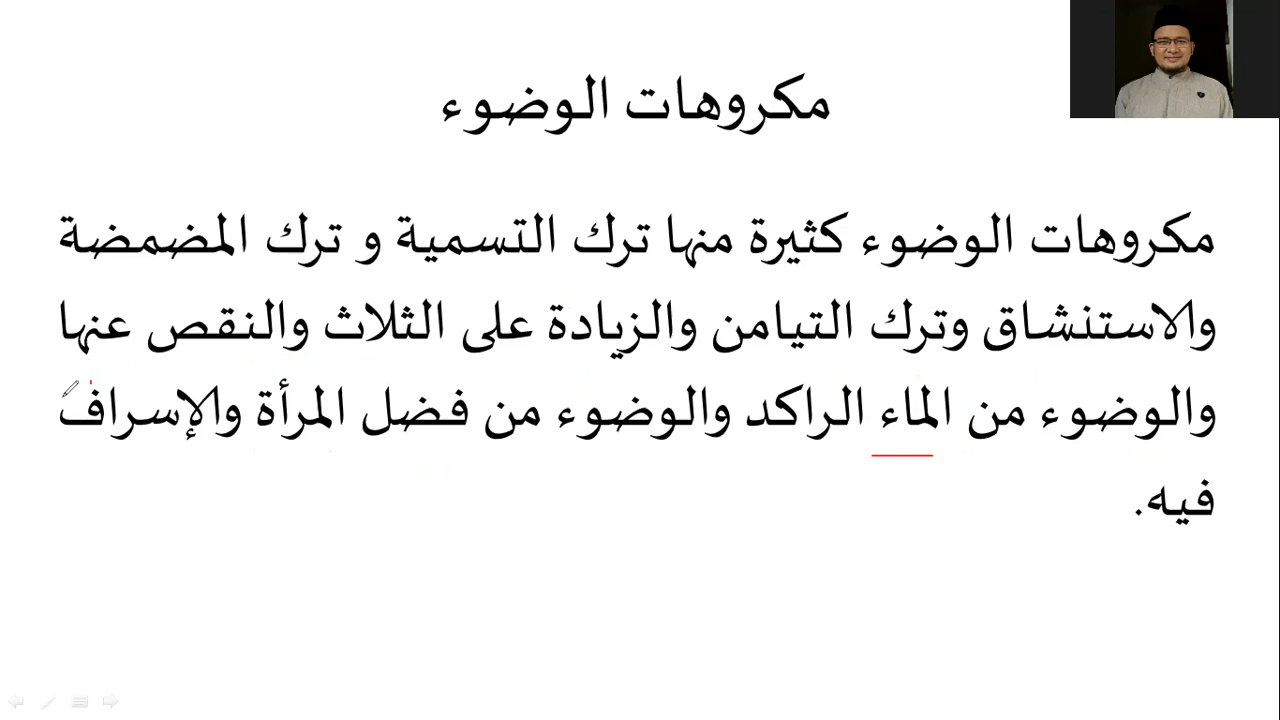 مكروهات الوضوء
مكروهات الوضوء كثيرة منها ترك التسمية و ترك المضمضة
والاستنشاق وترك التيامن والزيادة على الثلاث والنقص عنها
والوضوء من الماء الراكد والوضوء من فضل المرأة والإسراف
فيه.